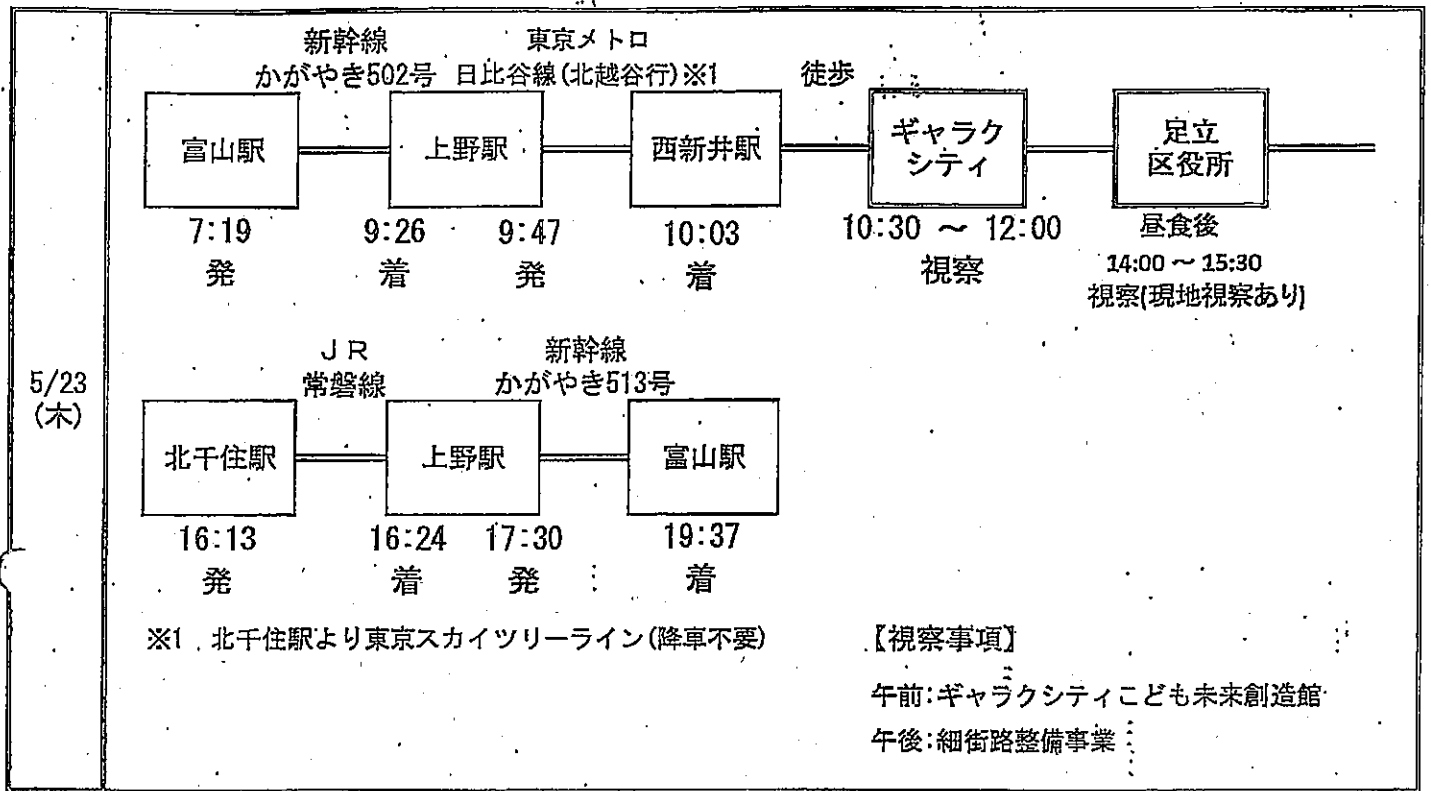 5/23
(木)
新幹線
かがやき502号
東京メトロ
日比谷線(北越谷行)※1
徒歩
富山駅
上野駅
西新井駅
ギャラク
シティ
足立
区役所
7:19
発
9:26
着
9:47
発
10:03
着
10:30 ～ 12:00
視察
昼食後
14:00 ～ 15:30
視察(現地視察あり)
ＪＲ
常磐線
新幹線
かがやき513号
北千住駅
上野駅
富山駅
16:13
発
16:24
着
17:30
発
19:37
着
※1 北千住駅より東京スカイツリーライン(降車不要)
【視察事項】
午前:ギャラクシティこども未来創造館
午後:細街路整備事業